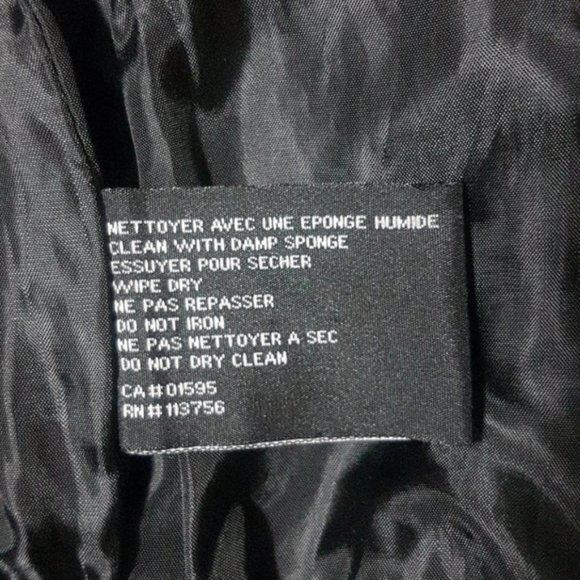 NETTOYER AVEC UNE EPONGE HUMIDE
CLEAN WITH DAMP SPONGE
ESSUYER POUR SECHER
WIPE DRY
NE PAS REPASSER
DO NOT IRON
NE PAS NETTOYER A SEC
DO NOT DRY CLEAN
CA# 01595
RN# 113756